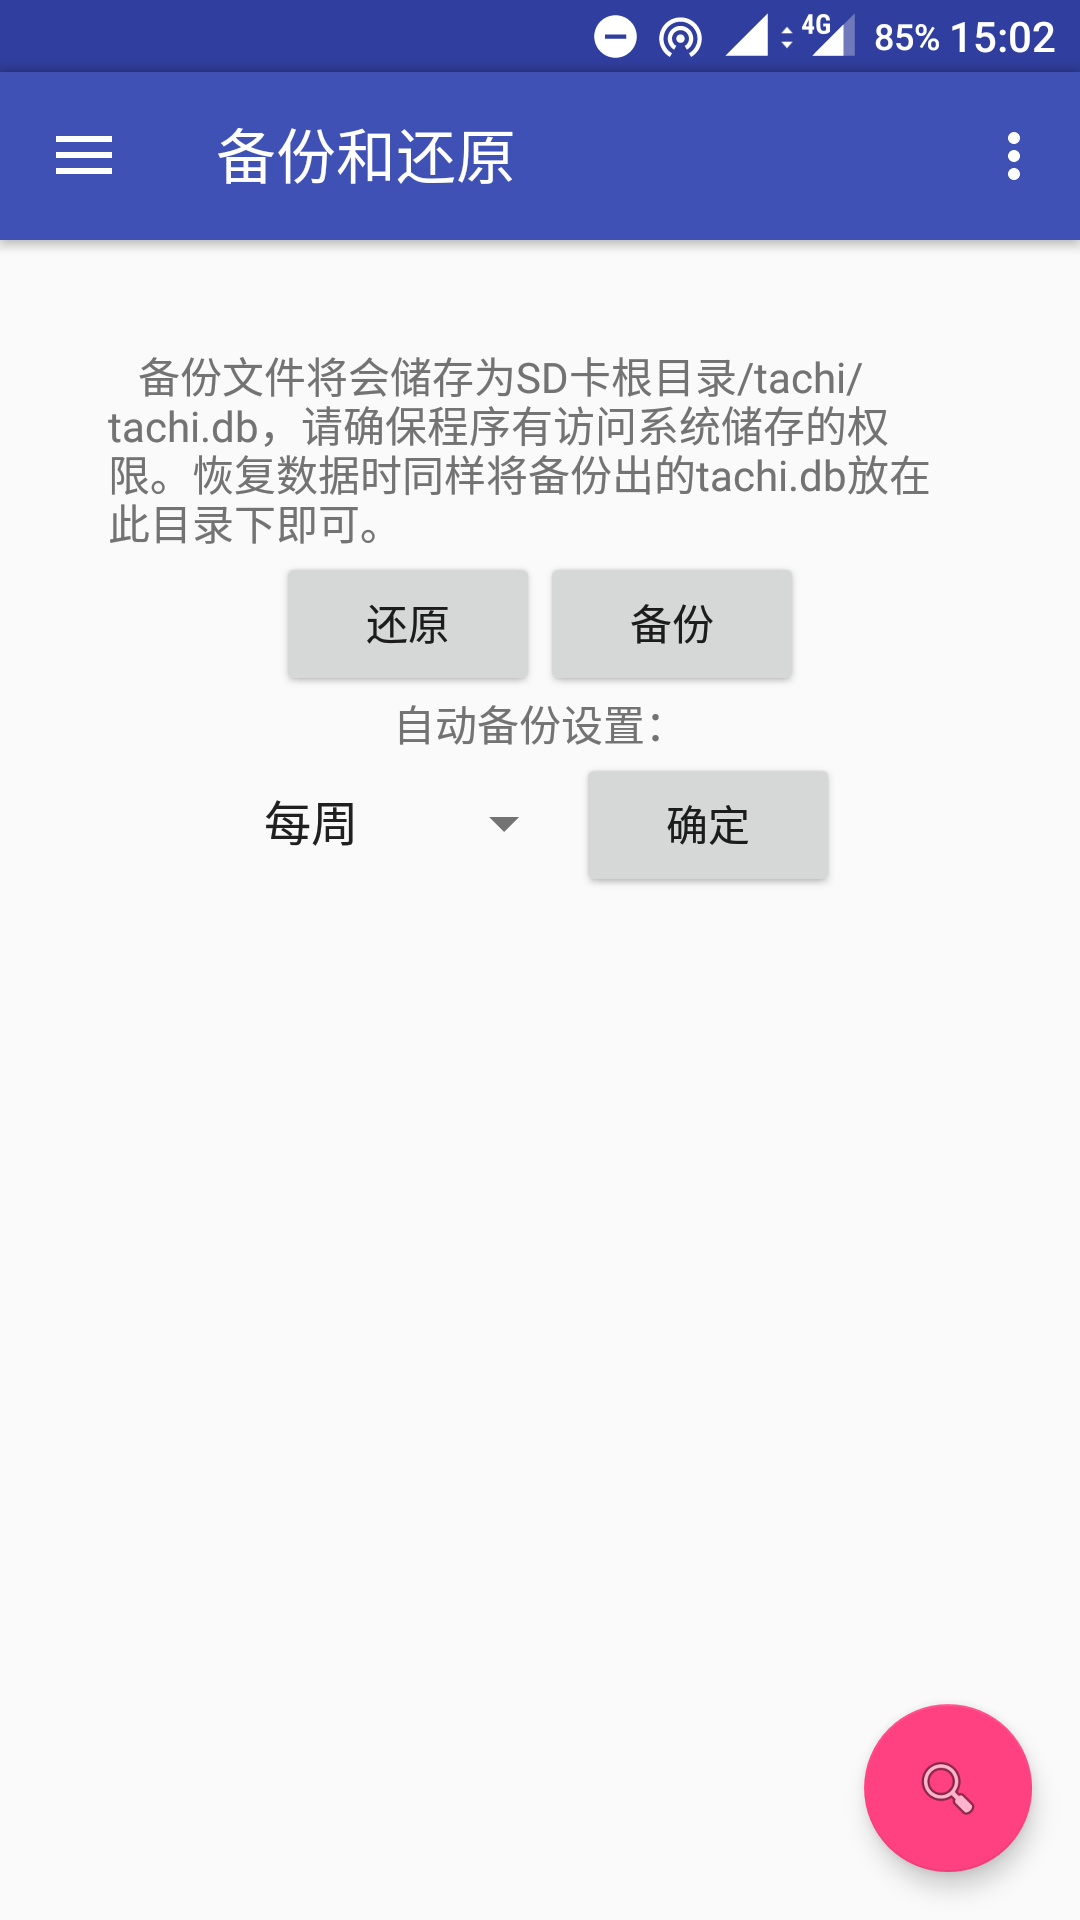 4G 85% 15:02
备份和还原
备份文件将会储存为SD卡根目录/tachi/
tachi.db，请确保程序有访问系统储存的权
限。恢复数据时同样将备份出的tachi.db放在
此目录下即可。
还原 备份
自动备份设置：
每周 确定